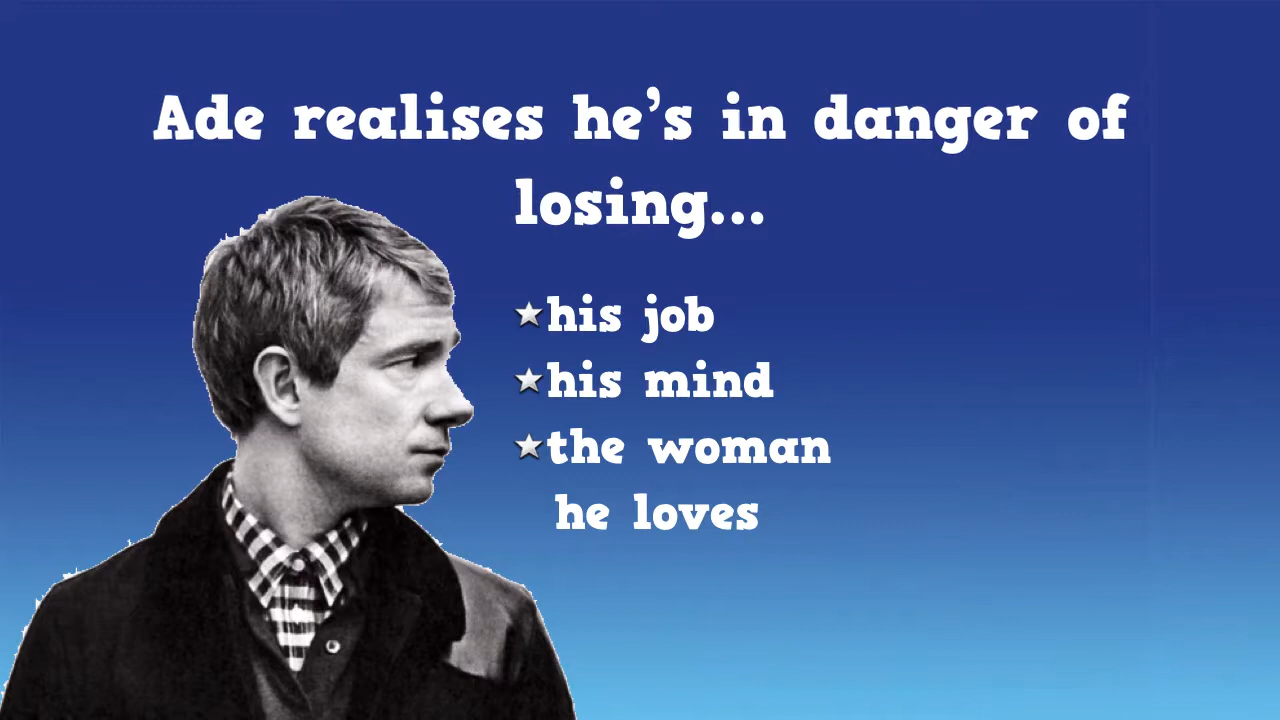 Ade realises he's in danger of
losing...
his job
his mind
the woman
he loves